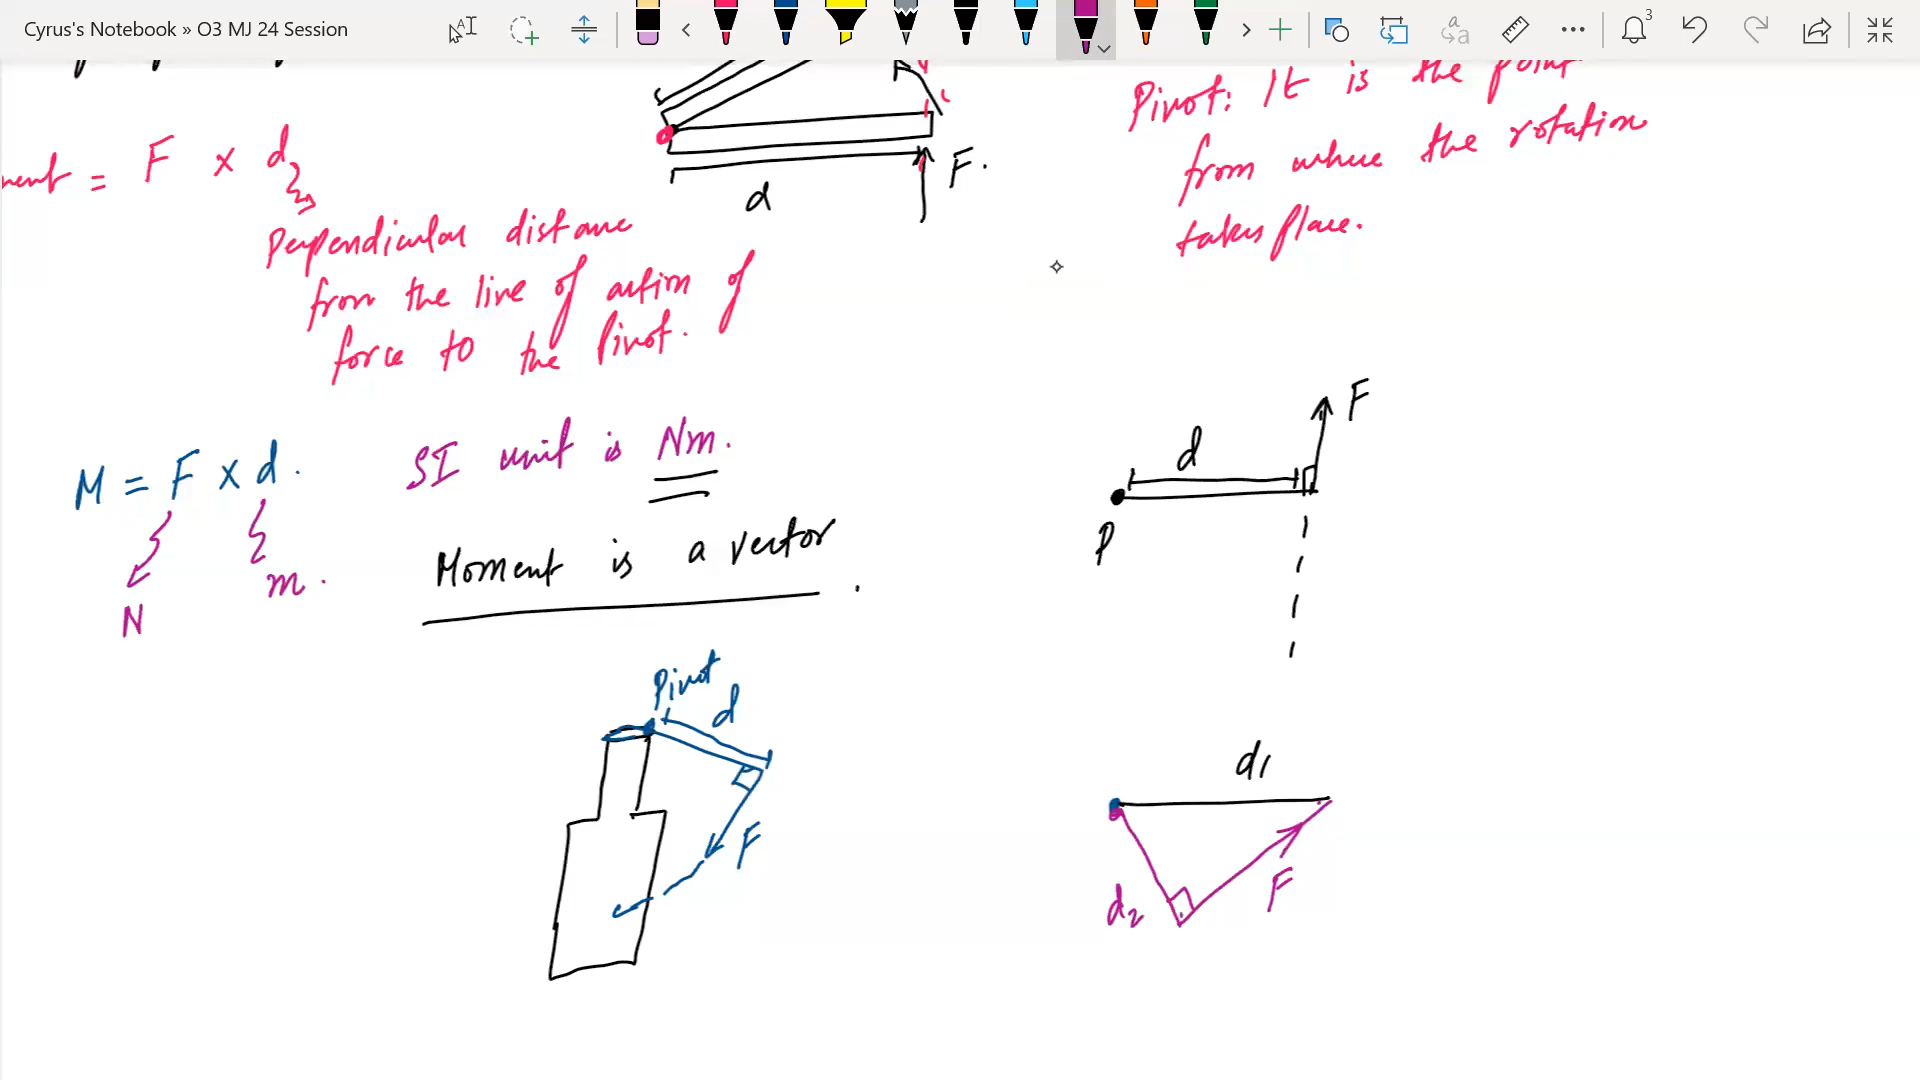 Cyrus's Notebook » O3 MJ 24 Session
3
Pivot: It is the point
from where the rotation
takes place.
ment = F x d
F.
d
Perpendicular distance
from the line of action of
force to the Pivot.
F
d
P
M = F x d.
SI unit is Nm.
N
m.
Moment is a vector.
Pivot
d
F
d1
d2
F